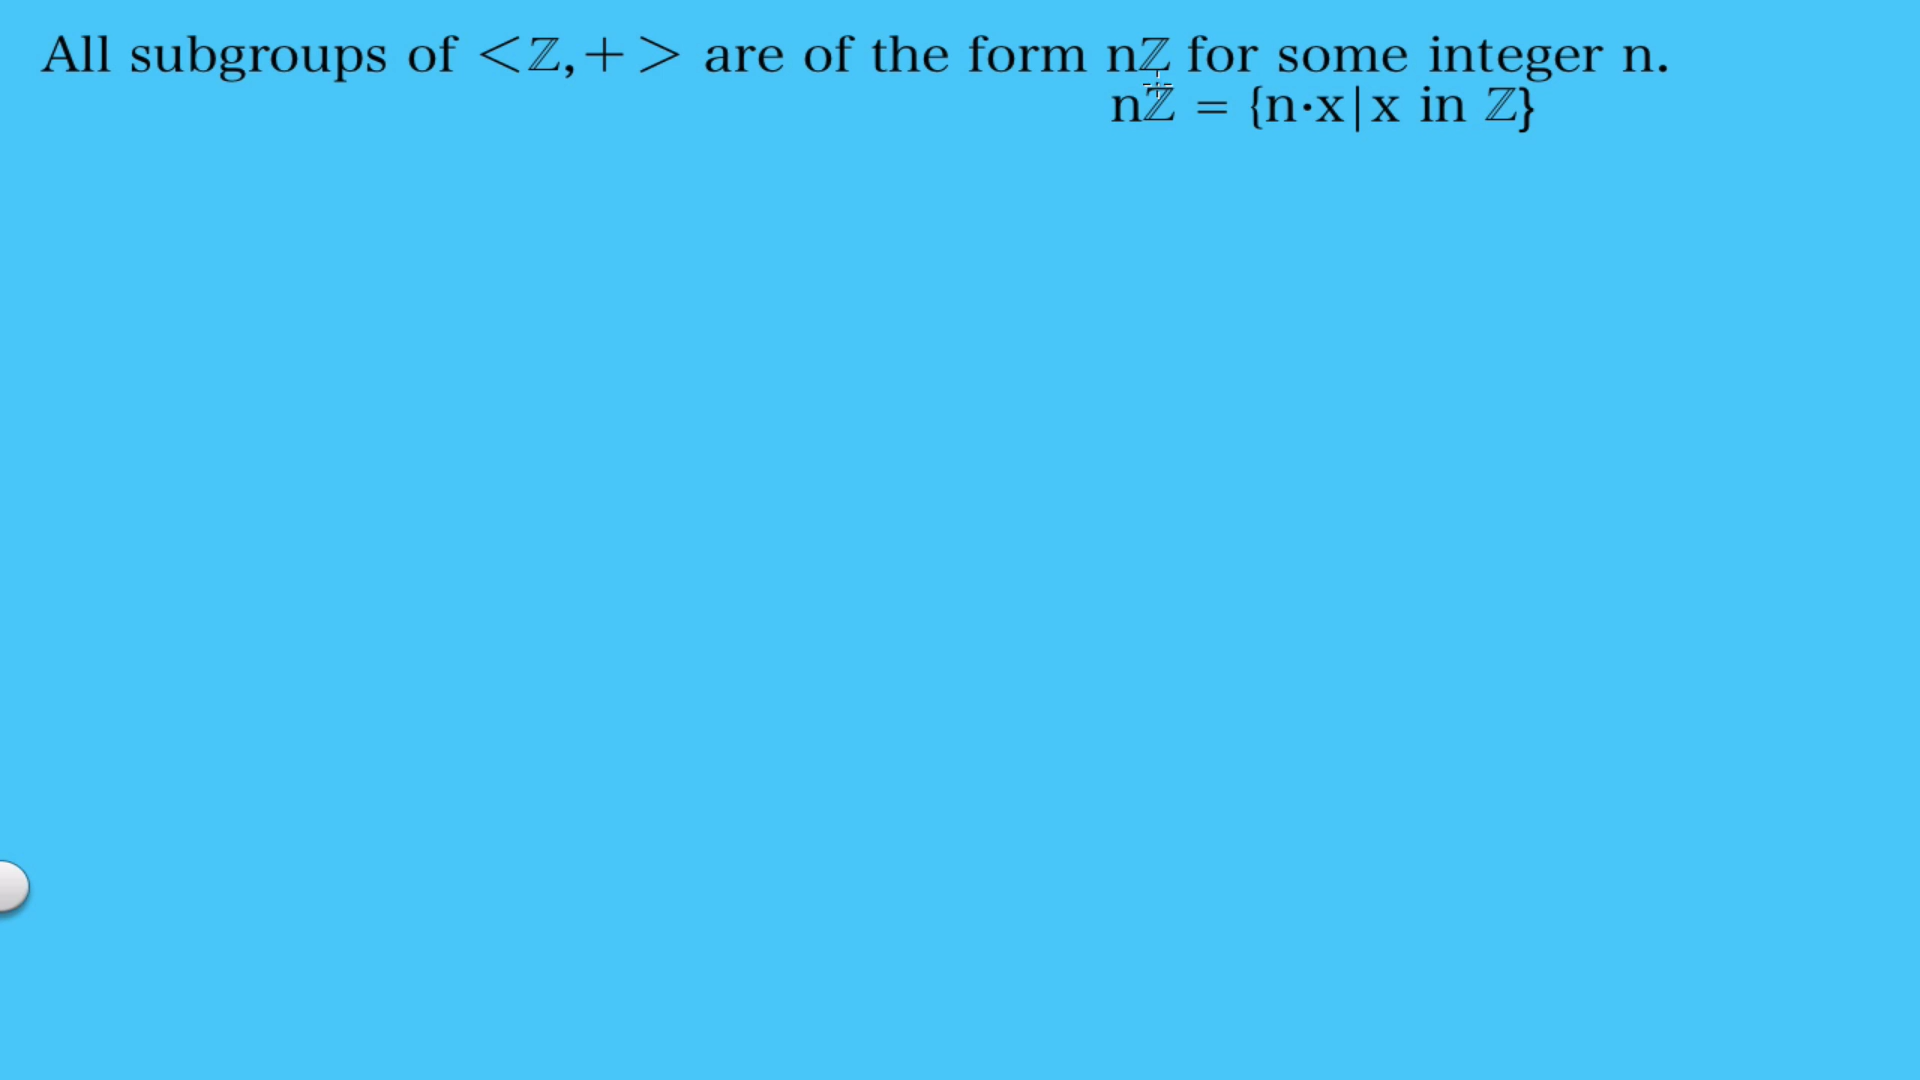 All subgroups of <ℤ,+> are of the form nℤ for some integer n.
nℤ = {n·x|x in ℤ}